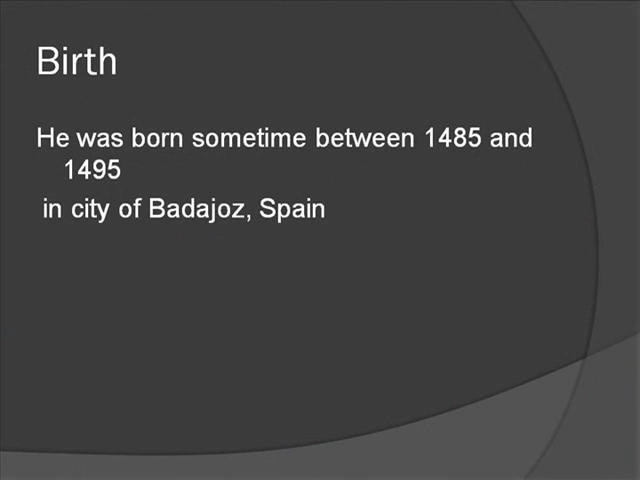 Birth
He was born sometime between 1485 and
1495
in city of Badajoz, Spain